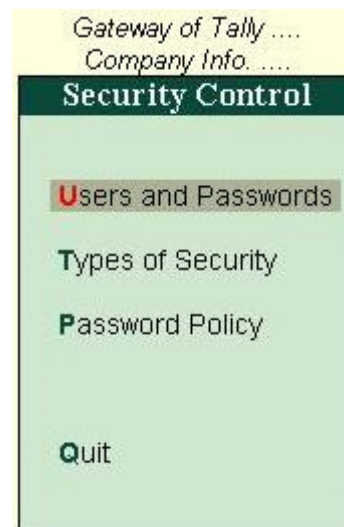 Gateway of Tally ....
Company Info. ....
Security Control
Users and Passwords
Types of Security
Password Policy
Quit